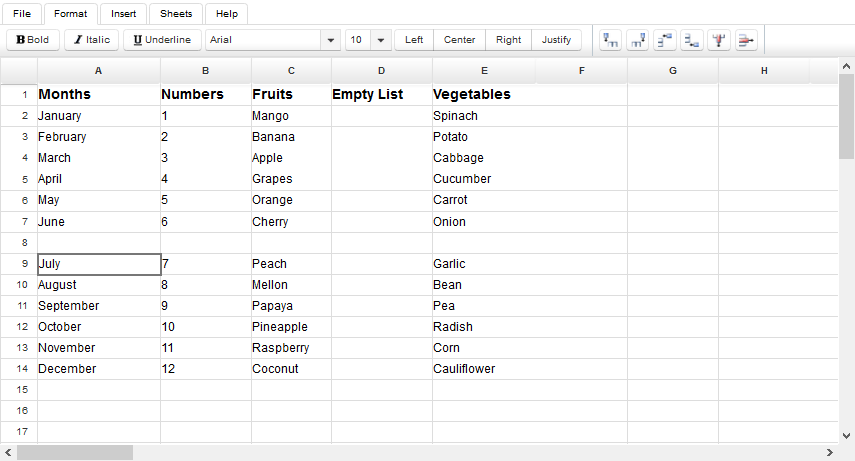 File Format Insert Sheets Help
B Bold I Italic U Underline Arial 10 Left Center Right Justify
A B C D E F G H
1 Months Numbers Fruits Empty List Vegetables
2 January 1 Mango Spinach
3 February 2 Banana Potato
4 March 3 Apple Cabbage
5 April 4 Grapes Cucumber
6 May 5 Orange Carrot
7 June 6 Cherry Onion
8
9 July 7 Peach Garlic
10 August 8 Mellon Bean
11 September 9 Papaya Pea
12 October 10 Pineapple Radish
13 November 11 Raspberry Corn
14 December 12 Coconut Cauliflower
15
16
17